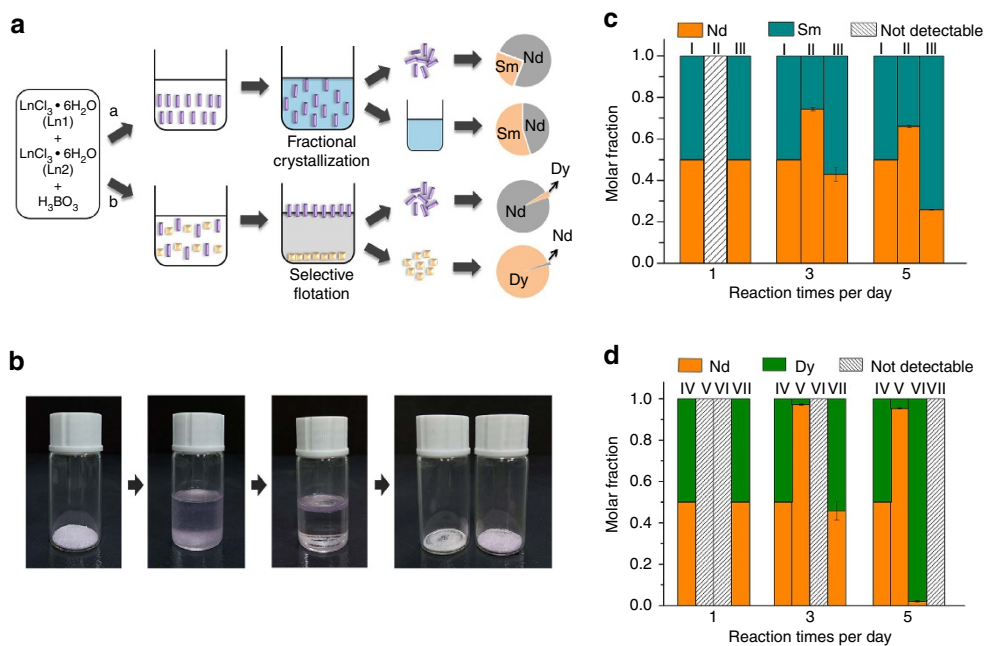 a
LnCl3 • 6H2O
(Ln1)
+
LnCl3 • 6H2O
(Ln2)
+
H3BO3
a
b
Fractional
crystallization
Sm
Nd
Sm
Nd
Selective
flotation
Dy
Nd
Nd
Dy
b
c
Nd
Sm
Not detectable
I II III
I II III
I II III
Molar fraction
1.0
0.8
0.6
0.4
0.2
0.0
1
3
5
Reaction times per day
d
Nd
Dy
Not detectable
IV V VI VII
IV V VI VII
IV V VI VII
Molar fraction
1.0
0.8
0.6
0.4
0.2
0.0
1
3
5
Reaction times per day